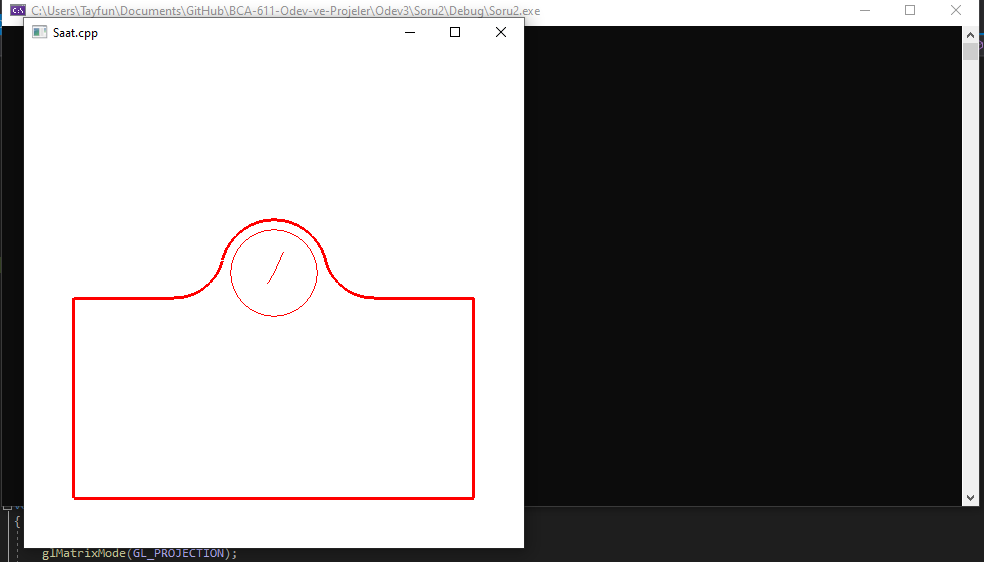 C:\Users\Tayfun\Documents\GitHub\BCA-611-Odev-ve-Projeler\Odev3\Soru2\Debug\Soru2.exe
Saat.cpp
{
glMatrixMode(GL_PROJECTION);